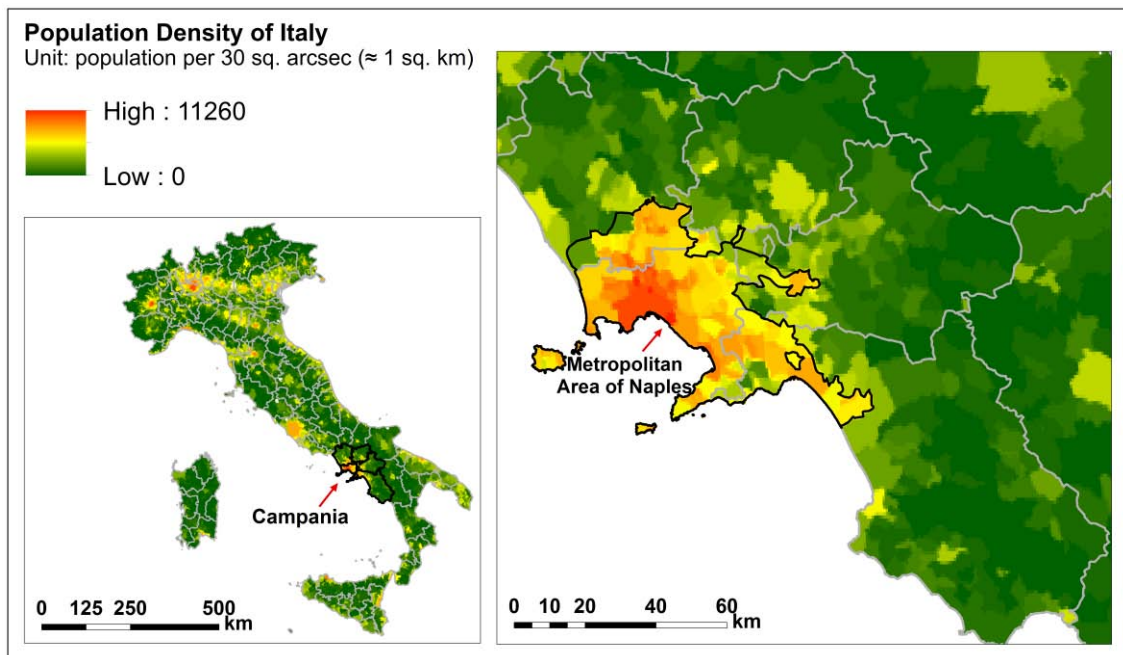 Population Density of Italy
Unit: population per 30 sq. arcsec (≈ 1 sq. km)
High : 11260
Low : 0
Campania
0 125 250 500
km
Metropolitan
Area of Naples
0 10 20 40 60
km